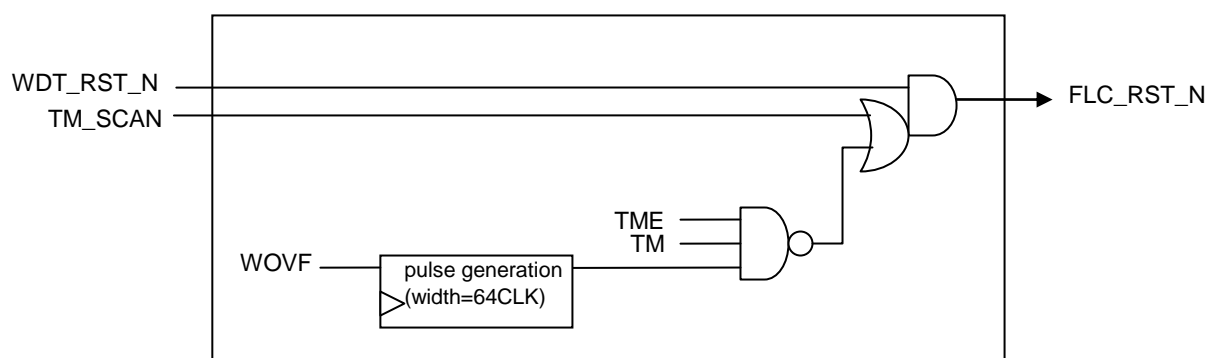 WDT_RST_N
TM_SCAN
FLC_RST_N
TME
TM
WOVF
pulse generation
(width=64CLK)